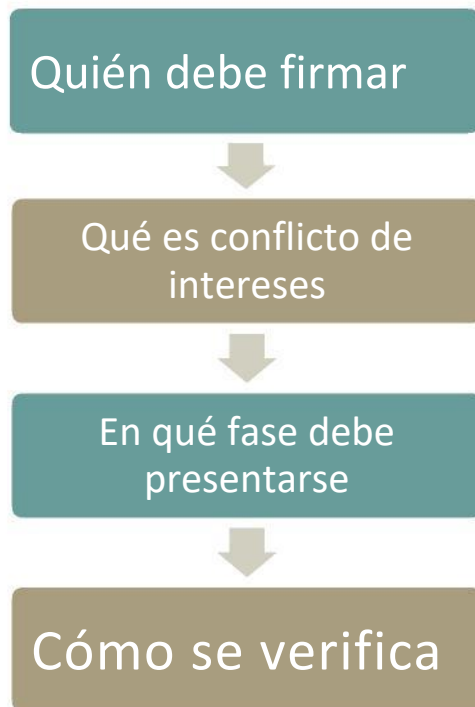 Quién debe firmar
Qué es conflicto de
intereses
En qué fase debe
presentarse
Cómo se verifica